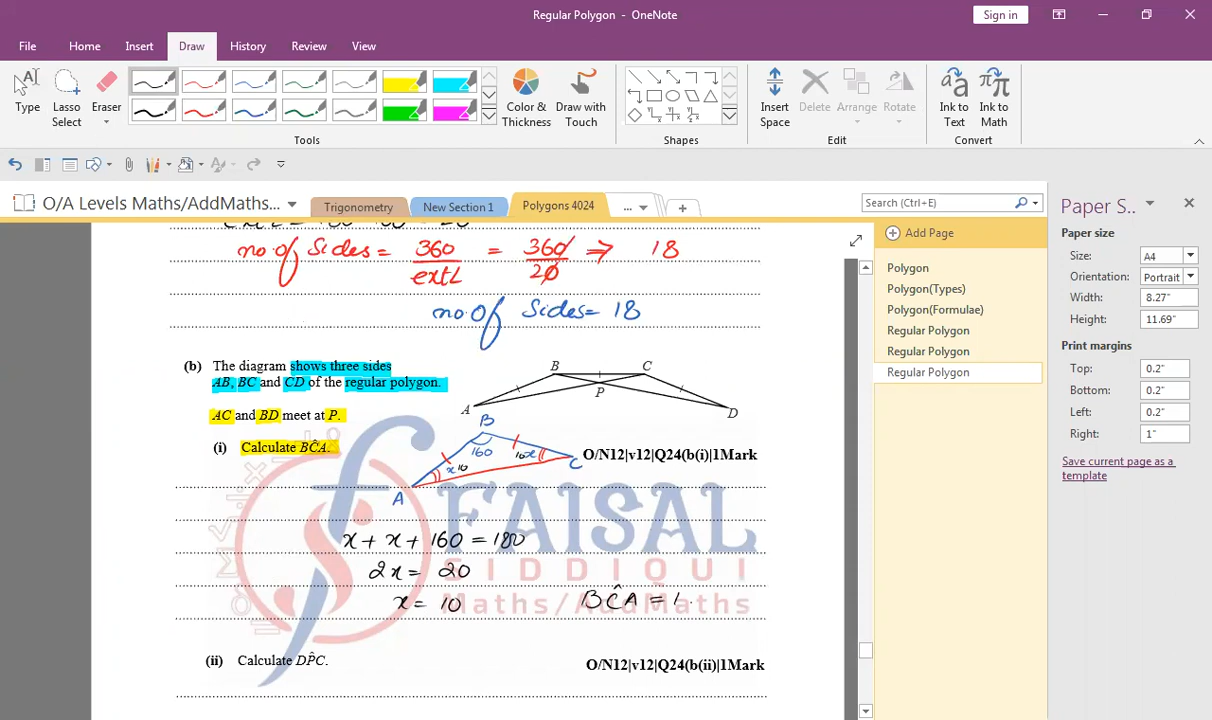 Regular Polygon - OneNote
Sign in
File Home Insert Draw History Review View
Type
Lasso Select
Eraser
Color & Thickness
Draw with Touch
Insert Space
Delete
Arrange
Rotate
Ink to Text
Ink to Math
Tools
Shapes
Edit
Convert
O/A Levels Maths/AddMaths...
Trigonometry
New Section 1
Polygons 4024
...
Search (Ctrl+E)
Add Page
Polygon
Polygon(Types)
Polygon(Formulae)
Regular Polygon
Regular Polygon
Regular Polygon
Paper S...
Paper size
Size: A4
Orientation: Portrait
Width: 8.27"
Height: 11.69"
Print margins
Top: 0.2"
Bottom: 0.2"
Left: 0.2"
Right: 1"
Save current page as a template
no. of Sides = 360/extL = 360/20 ⇒ 18
no. of Sides = 18
(b) The diagram shows three sides
AB, BC and CD of the regular polygon.
AC and BD meet at P.
(i) Calculate BĈA.
B C
P
A D
B
160
10x
x 10
C
A
O/N12|v12|Q24(b(i)|1Mark
FAISAL
SIDDIQUI
Maths/AddMaths
x + x + 160 = 180
2x = 20
x = 10
BĈA = 1
(ii) Calculate DP̂C.
O/N12|v12|Q24(b(ii)|1Mark